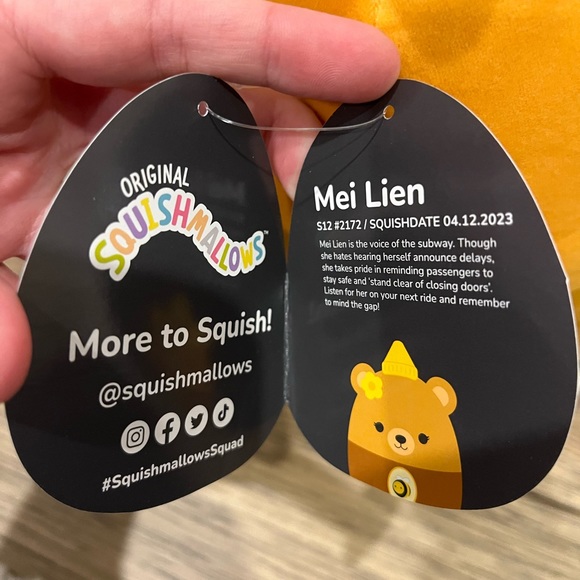 ORIGINAL
SQUISHMALLOWS™
More to Squish!
@squishmallows
#SquishmallowsSquad
Mei Lien
S12 #2172 / SQUISHDATE 04.12.2023
Mei Lien is the voice of the subway. Though
she hates hearing herself announce delays,
she takes pride in reminding passengers to
stay safe and 'stand clear of closing doors'.
Listen for her on your next ride and remember
to mind the gap!